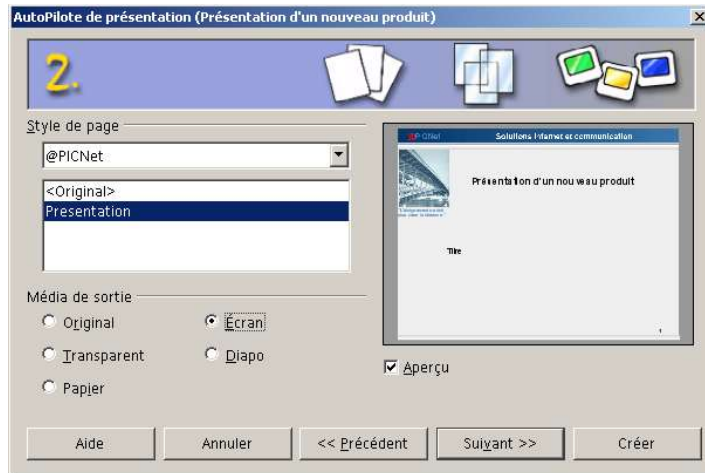 AutoPilote de présentation (Présentation d'un nouveau produit)
2.
Style de page
@PICNet
<Original>
Presentation
Solutions Internet et communication
Présentation d'un nouveau produit
Titre
1
Média de sortie
Original
Écran
Transparent
Diapo
Papier
Aperçu
Aide
Annuler
<< Précédent
Suivant >>
Créer